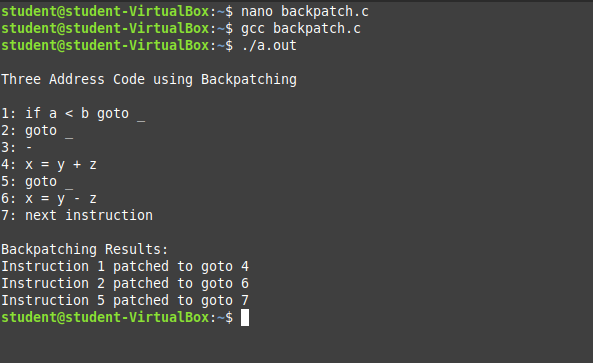 student@student-VirtualBox:~$ nano backpatch.c
student@student-VirtualBox:~$ gcc backpatch.c
student@student-VirtualBox:~$ ./a.out
Three Address Code using Backpatching
1: if a < b goto _
2: goto _
3: -
4: x = y + z
5: goto _
6: x = y - z
7: next instruction
Backpatching Results:
Instruction 1 patched to goto 4
Instruction 2 patched to goto 6
Instruction 5 patched to goto 7
student@student-VirtualBox:~$